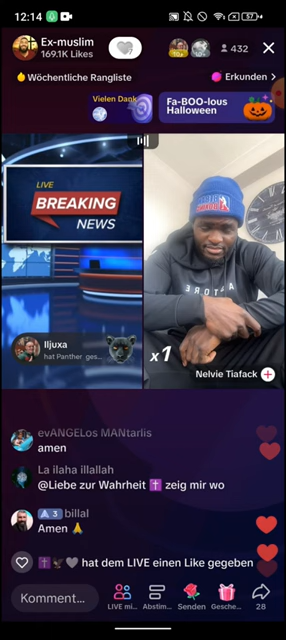 12:14
57
Ex-muslim
169.1K Likes
432
Wöchentliche Rangliste
Erkunden >
Vielen Dank
Fa-BOO-lous
Halloween
LIVE
BREAKING
NEWS
Iljuxa
hat Panther ges...
x1
Nelvie Tiafack
evANGELos MANtarlis
amen
La ilaha illallah
@Liebe zur Wahrheit ✝️ zeig mir wo
3 billal
Amen 🙏
hat dem LIVE einen Like gegeben
Komment...
LIVE mi...
Abstim...
Senden
Gesche...
28